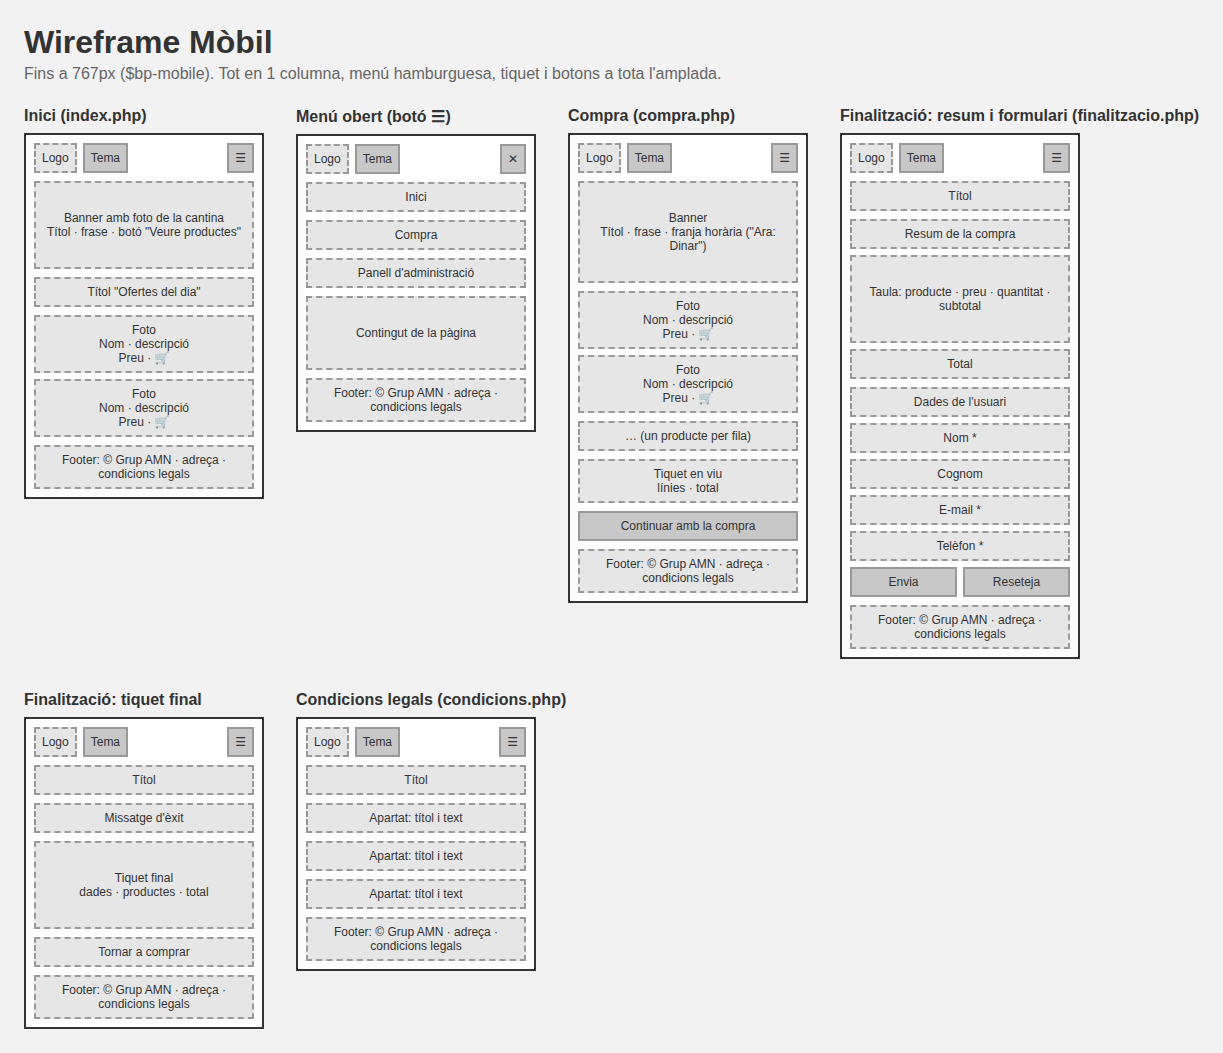 Wireframe Mòbil
Fins a 767px ($bp-mobile). Tot en 1 columna, menú hamburguesa, tiquet i botons a tota l'amplada.
Inici (index.php)
Logo
Tema
☰
Banner amb foto de la cantina
Títol · frase · botó "Veure productes"
Títol "Ofertes del dia"
Foto
Nom · descripció
Preu · 🛒
Foto
Nom · descripció
Preu · 🛒
Footer: © Grup AMN · adreça ·
condicions legals
Menú obert (botó ☰)
Logo
Tema
✕
Inici
Compra
Panell d'administració
Contingut de la pàgina
Footer: © Grup AMN · adreça ·
condicions legals
Compra (compra.php)
Logo
Tema
☰
Banner
Títol · frase · franja horària ("Ara:
Dinar")
Foto
Nom · descripció
Preu · 🛒
Foto
Nom · descripció
Preu · 🛒
… (un producte per fila)
Tiquet en viu
línies · total
Continuar amb la compra
Footer: © Grup AMN · adreça ·
condicions legals
Finalització: resum i formulari (finalitzacio.php)
Logo
Tema
☰
Títol
Resum de la compra
Taula: producte · preu · quantitat ·
subtotal
Total
Dades de l'usuari
Nom *
Cognom
E-mail *
Telèfon *
Envia
Reseteja
Footer: © Grup AMN · adreça ·
condicions legals
Finalització: tiquet final
Logo
Tema
☰
Títol
Missatge d'èxit
Tiquet final
dades · productes · total
Tornar a comprar
Footer: © Grup AMN · adreça ·
condicions legals
Condicions legals (condicions.php)
Logo
Tema
☰
Títol
Apartat: títol i text
Apartat: títol i text
Apartat: títol i text
Footer: © Grup AMN · adreça ·
condicions legals